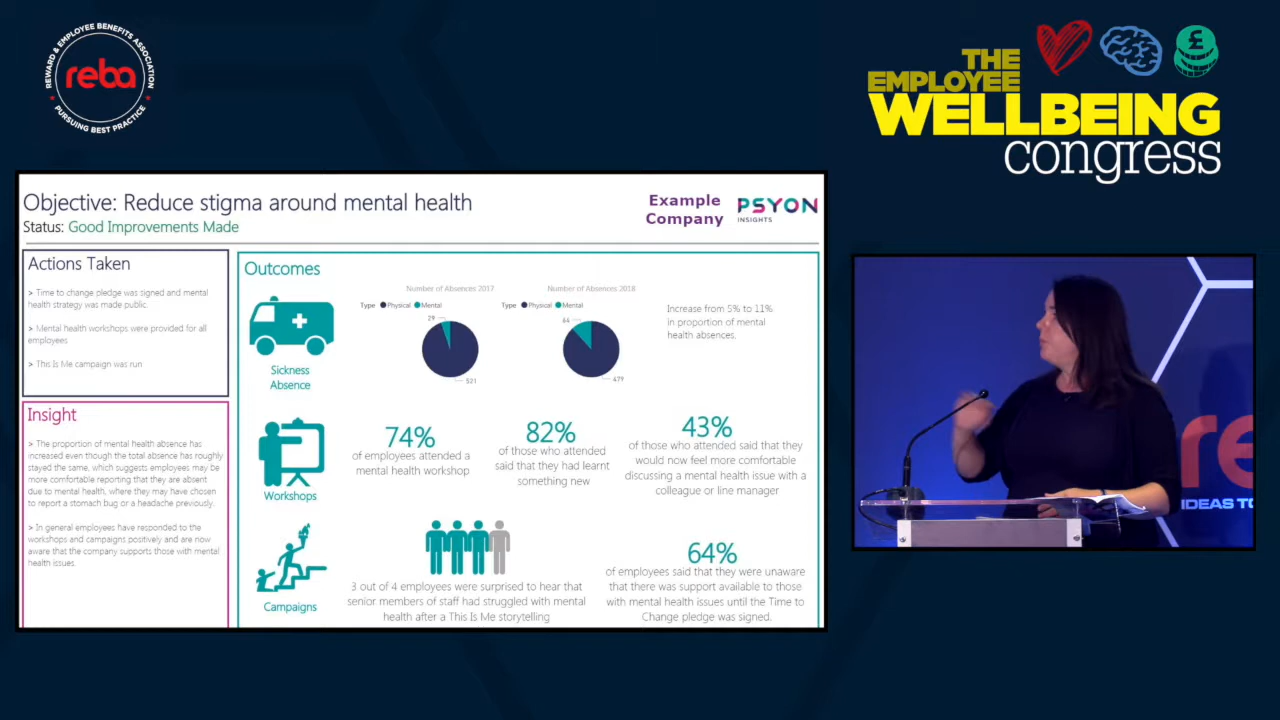 REWARD & EMPLOYEE BENEFITS ASSOCIATION
reba
PURSUING BEST PRACTICE
THE
EMPLOYEE
WELLBEING
congress
£
Objective: Reduce stigma around mental health
Status: Good Improvements Made
Example
Company
PSYON
INSIGHTS
Actions Taken
> Time to change pledge was signed and mental
health strategy was made public.
> Mental health workshops were provided for all
employees
> This Is Me campaign was run
Insight
> The proportion of mental health absence has
increased even though the total absence has roughly
stayed the same, which suggests employees may be
more comfortable reporting that they are absent
due to mental health, where they may have chosen
to report a stomach bug or a headache previously.
> In general employees have responded to the
workshops and campaigns positively and are now
aware that the company supports those with mental
health issues.
Outcomes
Sickness
Absence
Number of Absences 2017
Type Physical Mental
29
521
Number of Absences 2018
Type Physical Mental
64
479
Increase from 5% to 11%
in proportion of mental
health absences.
Workshops
74%
of employees attended a
mental health workshop
82%
of those who attended
said that they had learnt
something new
43%
of those who attended said that they
would now feel more comfortable
discussing a mental health issue with a
colleague or line manager
Campaigns
3 out of 4 employees were surprised to hear that
senior members of staff had struggled with mental
health after a This Is Me storytelling
64%
of employees said that they were unaware
that there was support available to those
with mental health issues until the Time to
Change pledge was signed.
re
IDEAS TO